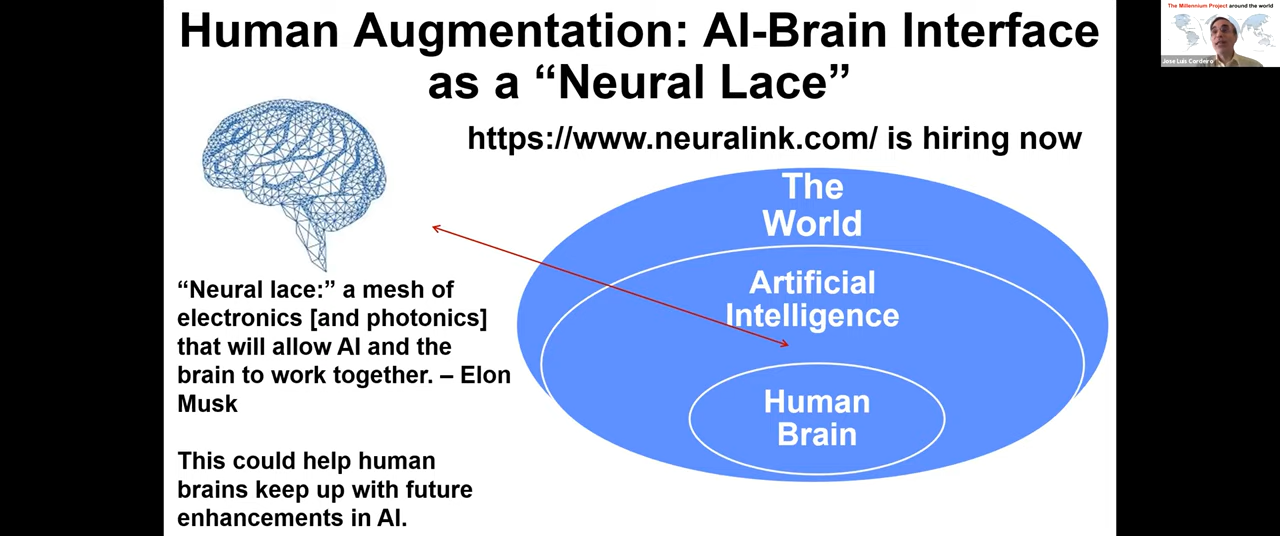 Human Augmentation: AI-Brain Interface
as a “Neural Lace”
https://www.neuralink.com/ is hiring now
“Neural lace:” a mesh of
electronics [and photonics]
that will allow AI and the
brain to work together. – Elon
Musk
This could help human
brains keep up with future
enhancements in AI.
The
World
Artificial
Intelligence
Human
Brain
The Millennium Project around the world
Jose Luis Cordeiro